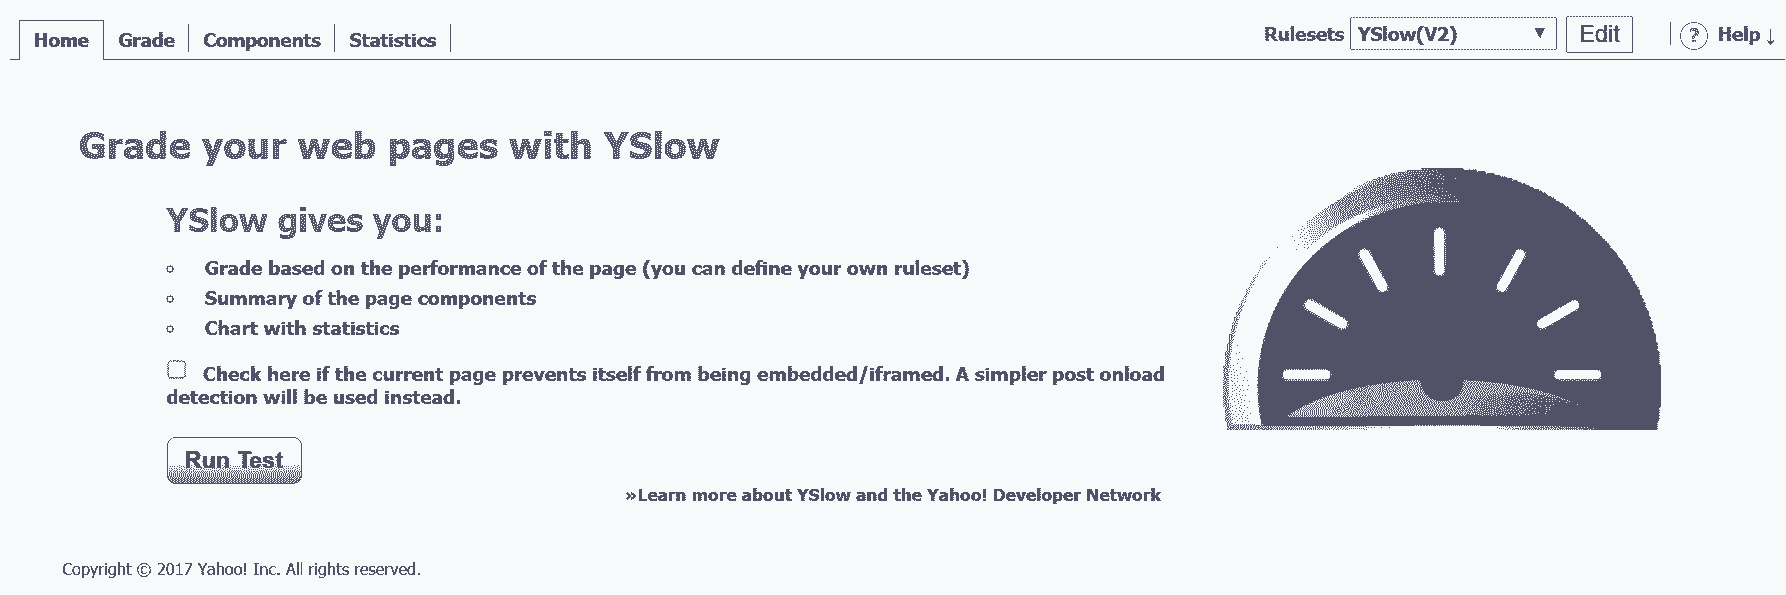 Home Grade Components Statistics Rulesets YSlow(V2) ▼ Edit ? Help ↓
Grade your web pages with YSlow
YSlow gives you:
Grade based on the performance of the page (you can define your own ruleset)
Summary of the page components
Chart with statistics
Check here if the current page prevents itself from being embedded/iframed. A simpler post onload
detection will be used instead.
Run Test
»Learn more about YSlow and the Yahoo! Developer Network
Copyright © 2017 Yahoo! Inc. All rights reserved.